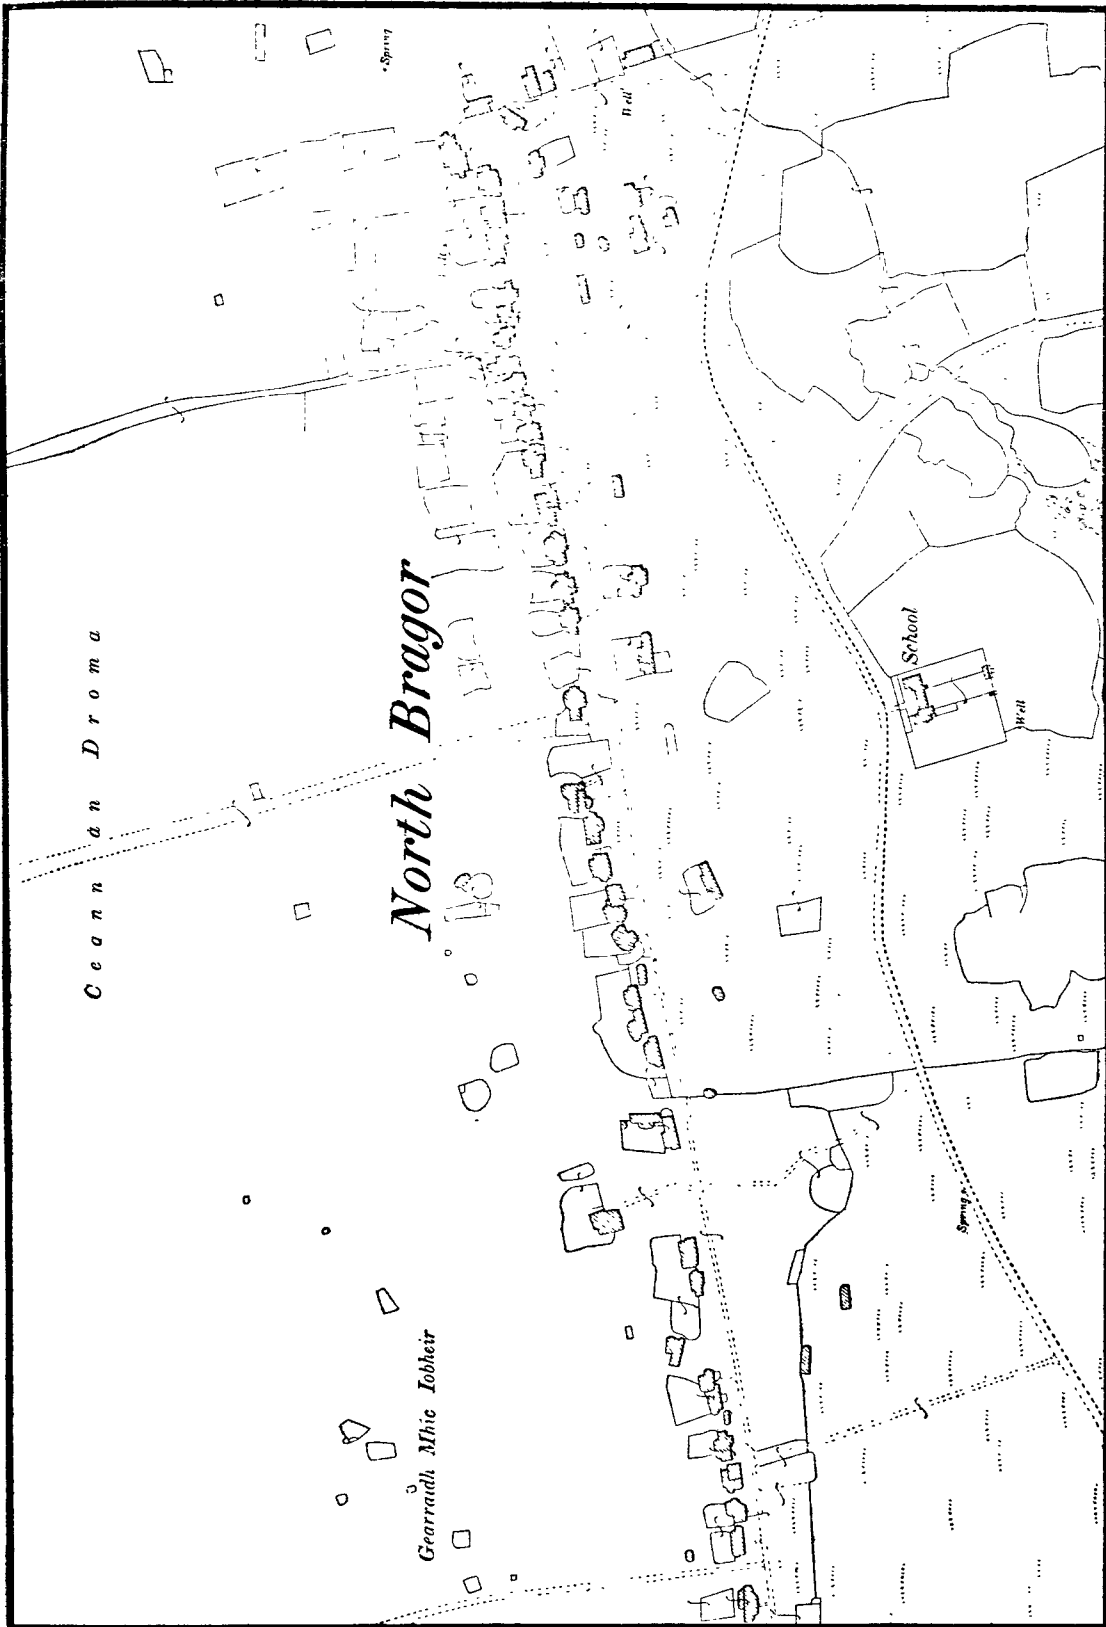 Ceann an Droma
North Bragor
Gearraidh Mhic Iobheir
Spring
Well
School
Well
Spring